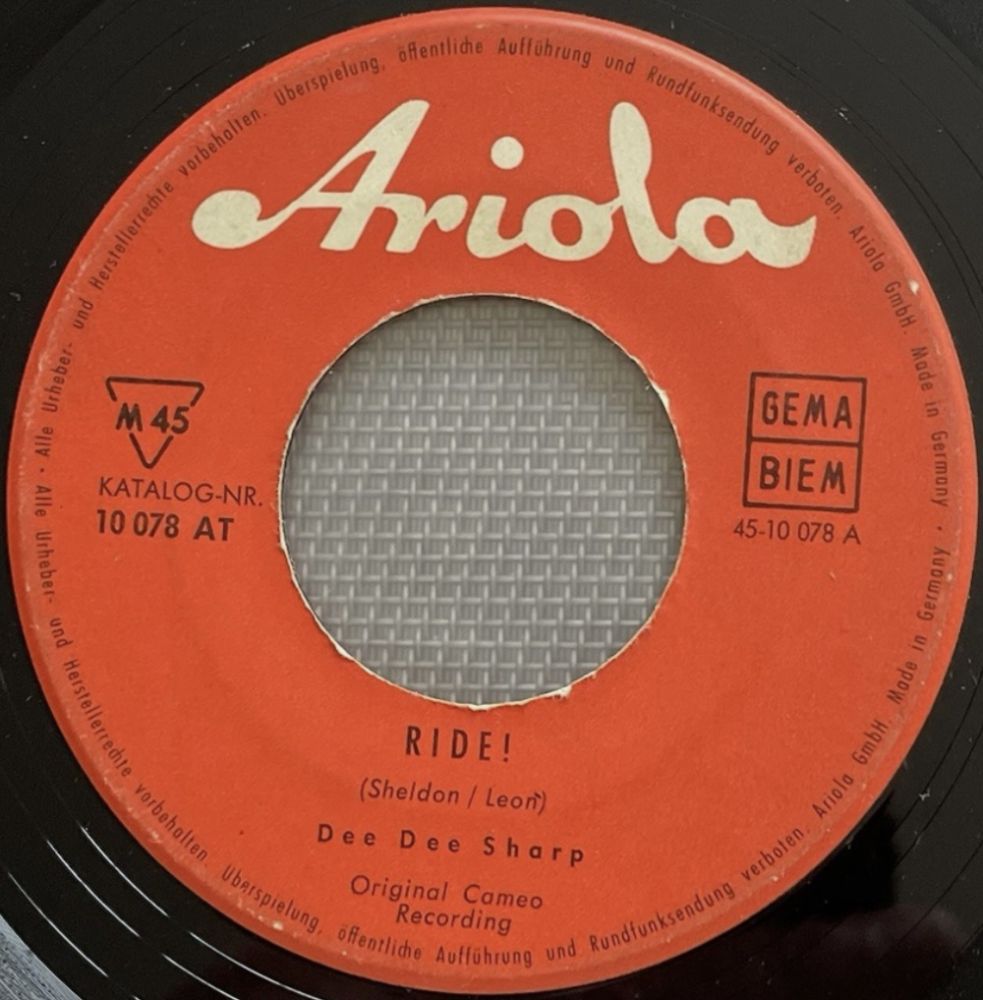 Alle Urheber- und Herstellerrechte vorbehalten. Überspielung, öffentliche Aufführung und Rundfunksendung verboten. Ariola GmbH. Made in Germany ·
Ariola
M 45
KATALOG-NR.
10 078 AT
GEMA
BIEM
45-10 078 A
RIDE!
(Sheldon / Leon)
Dee Dee Sharp
Original Cameo
Recording
Alle Urheber- und Herstellerrechte vorbehalten. Überspielung, öffentliche Aufführung und Rundfunksendung verboten. Ariola GmbH. Made in Germany ·